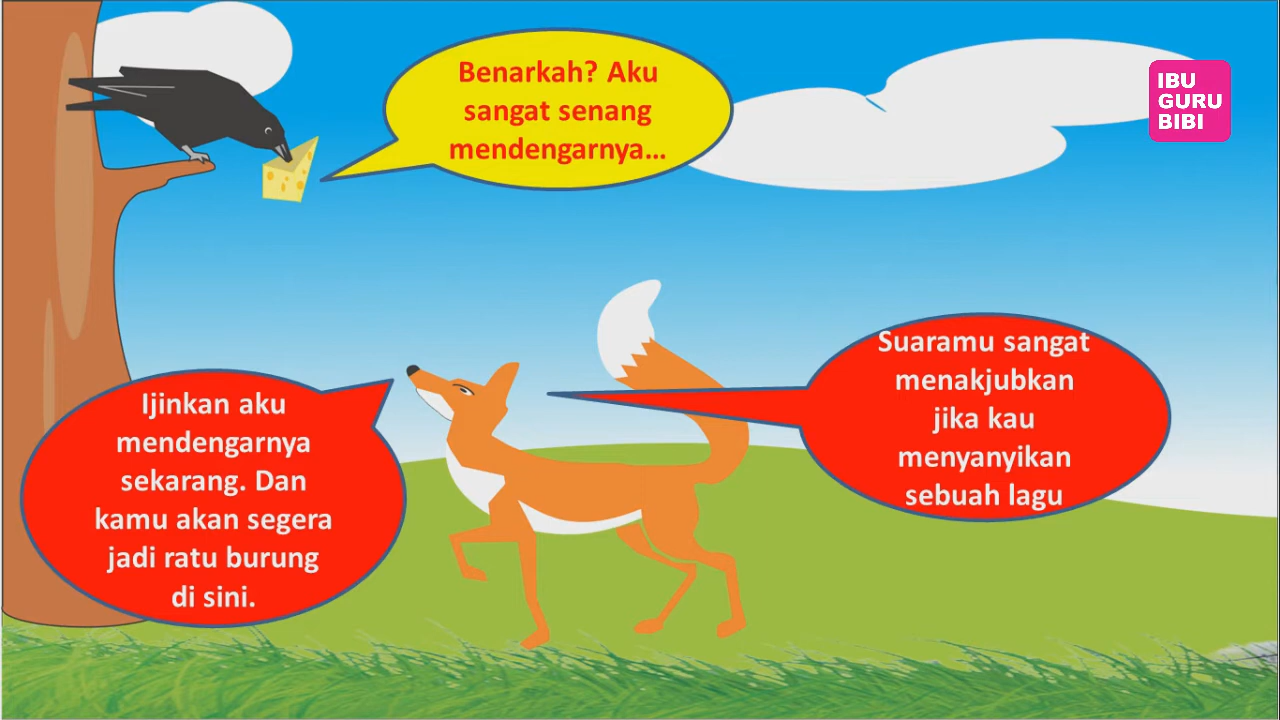 Benarkah? Aku
sangat senang
mendengarnya...
IBU
GURU
BIBI
Suaramu sangat
menakjubkan
jika kau
menyanyikan
sebuah lagu
Ijinkan aku
mendengarnya
sekarang. Dan
kamu akan segera
jadi ratu burung
di sini.